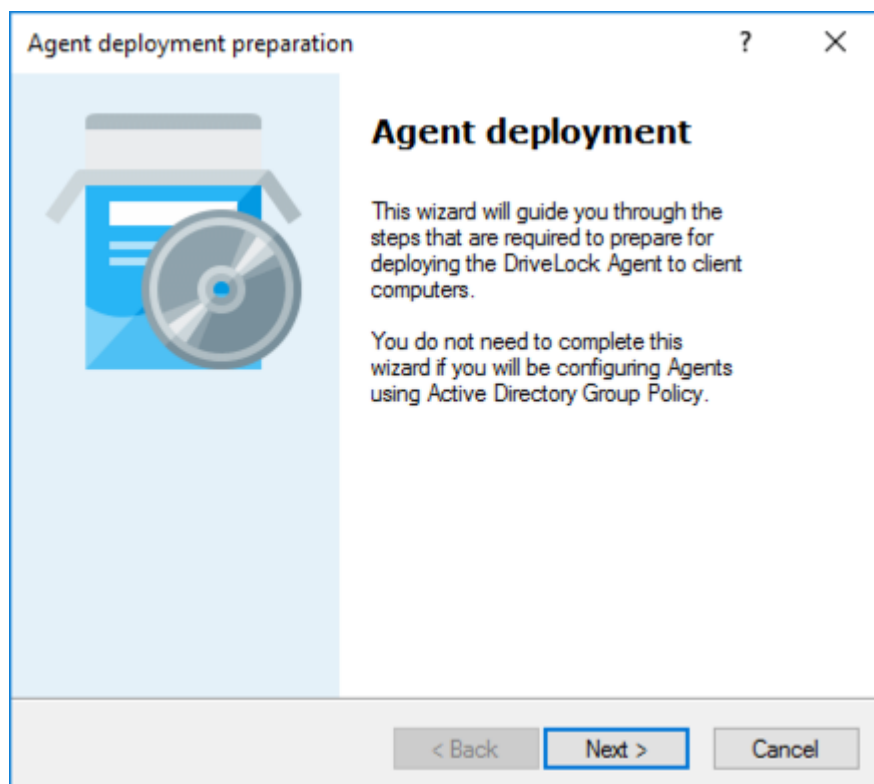 Agent deployment preparation ? ×
Agent deployment
This wizard will guide you through the
steps that are required to prepare for
deploying the DriveLock Agent to client
computers.
You do not need to complete this
wizard if you will be configuring Agents
using Active Directory Group Policy.
< Back Next > Cancel